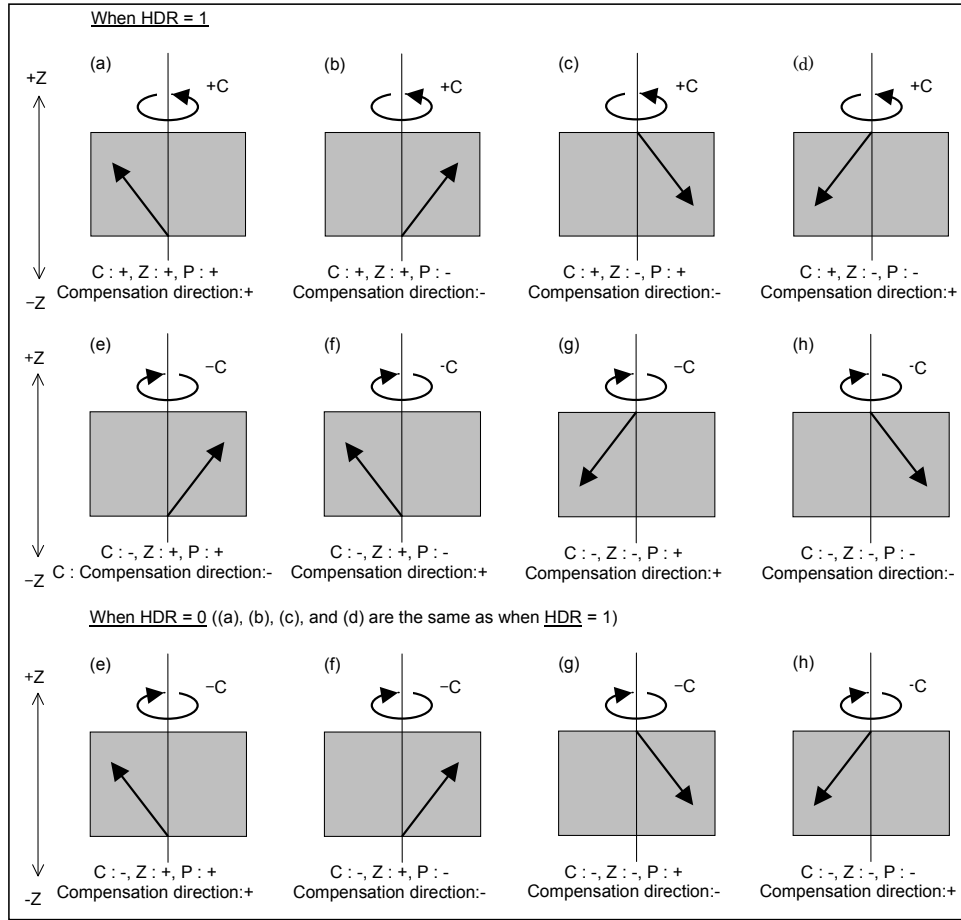 When HDR = 1
(a) (b) (c) (d)
+Z
+C +C +C +C
C : +, Z : +, P : + C : +, Z : +, P : - C : +, Z : -, P : + C : +, Z : -, P : -
−Z
Compensation direction:+ Compensation direction:- Compensation direction:- Compensation direction:+
+Z (e) (f) (g) (h)
−C -C −C -C
C : -, Z : +, P : + C : -, Z : +, P : - C : -, Z : -, P : + C : -, Z : -, P : -
−Z C : Compensation direction:- Compensation direction:+ Compensation direction:+ Compensation direction:-
When HDR = 0 ((a), (b), (c), and (d) are the same as when HDR = 1)
+Z (e) (f) (g) (h)
−C −C −C -C
C : -, Z : +, P : + C : -, Z : +, P : - C : -, Z : -, P : + C : -, Z : -, P : -
Compensation direction:+ Compensation direction:- Compensation direction:- Compensation direction:+
-Z